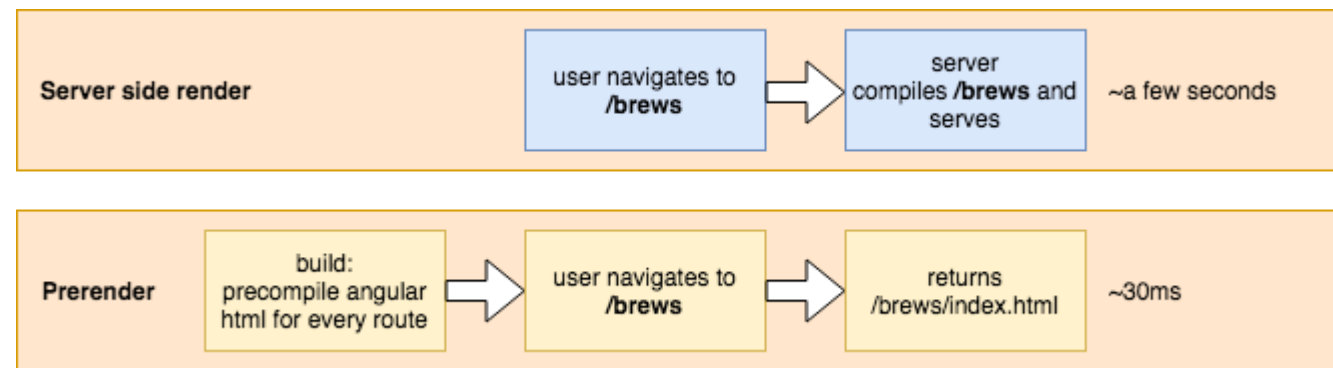 Server side render
user navigates to
/brews
server
compiles /brews and
serves
~a few seconds
Prerender
build:
precompile angular
html for every route
user navigates to
/brews
returns
/brews/index.html
~30ms